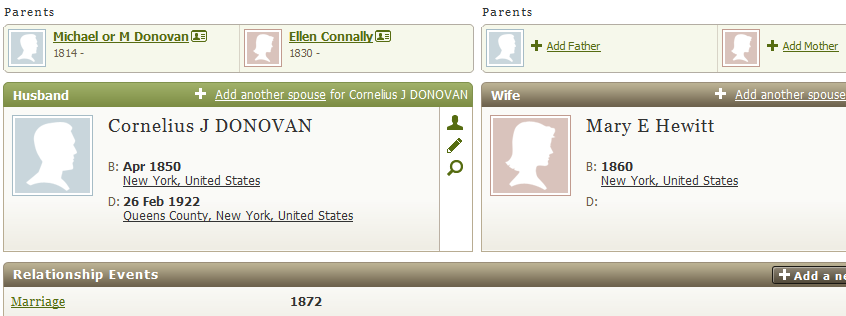 Parents
Michael or M Donovan
1814 -
Ellen Connally
1830 -
Parents
Add Father
Add Mother
Husband
Add another spouse for Cornelius J DONOVAN
Cornelius J DONOVAN
B: Apr 1850
New York, United States
D: 26 Feb 1922
Queens County, New York, United States
Wife
Add another spouse
Mary E Hewitt
B: 1860
New York, United States
D:
Relationship Events
Add a ne
Marriage 1872